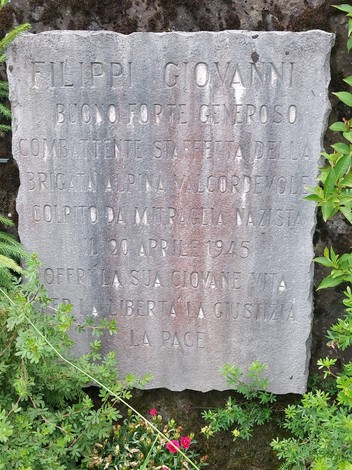 FILIPPI GIOVANNI
BUONO FORTE GENEROSO
COMBATTENTE STAFFETTA DELLA
BRIGATA ALPINA VALCORDEVOLE
COLPITO DA MITRAGLIA NAZISTA
IL 20 APRILE 1945
OFFRÌ LA SUA GIOVANE VITA
PER LA LIBERTÀ LA GIUSTIZIA
LA PACE